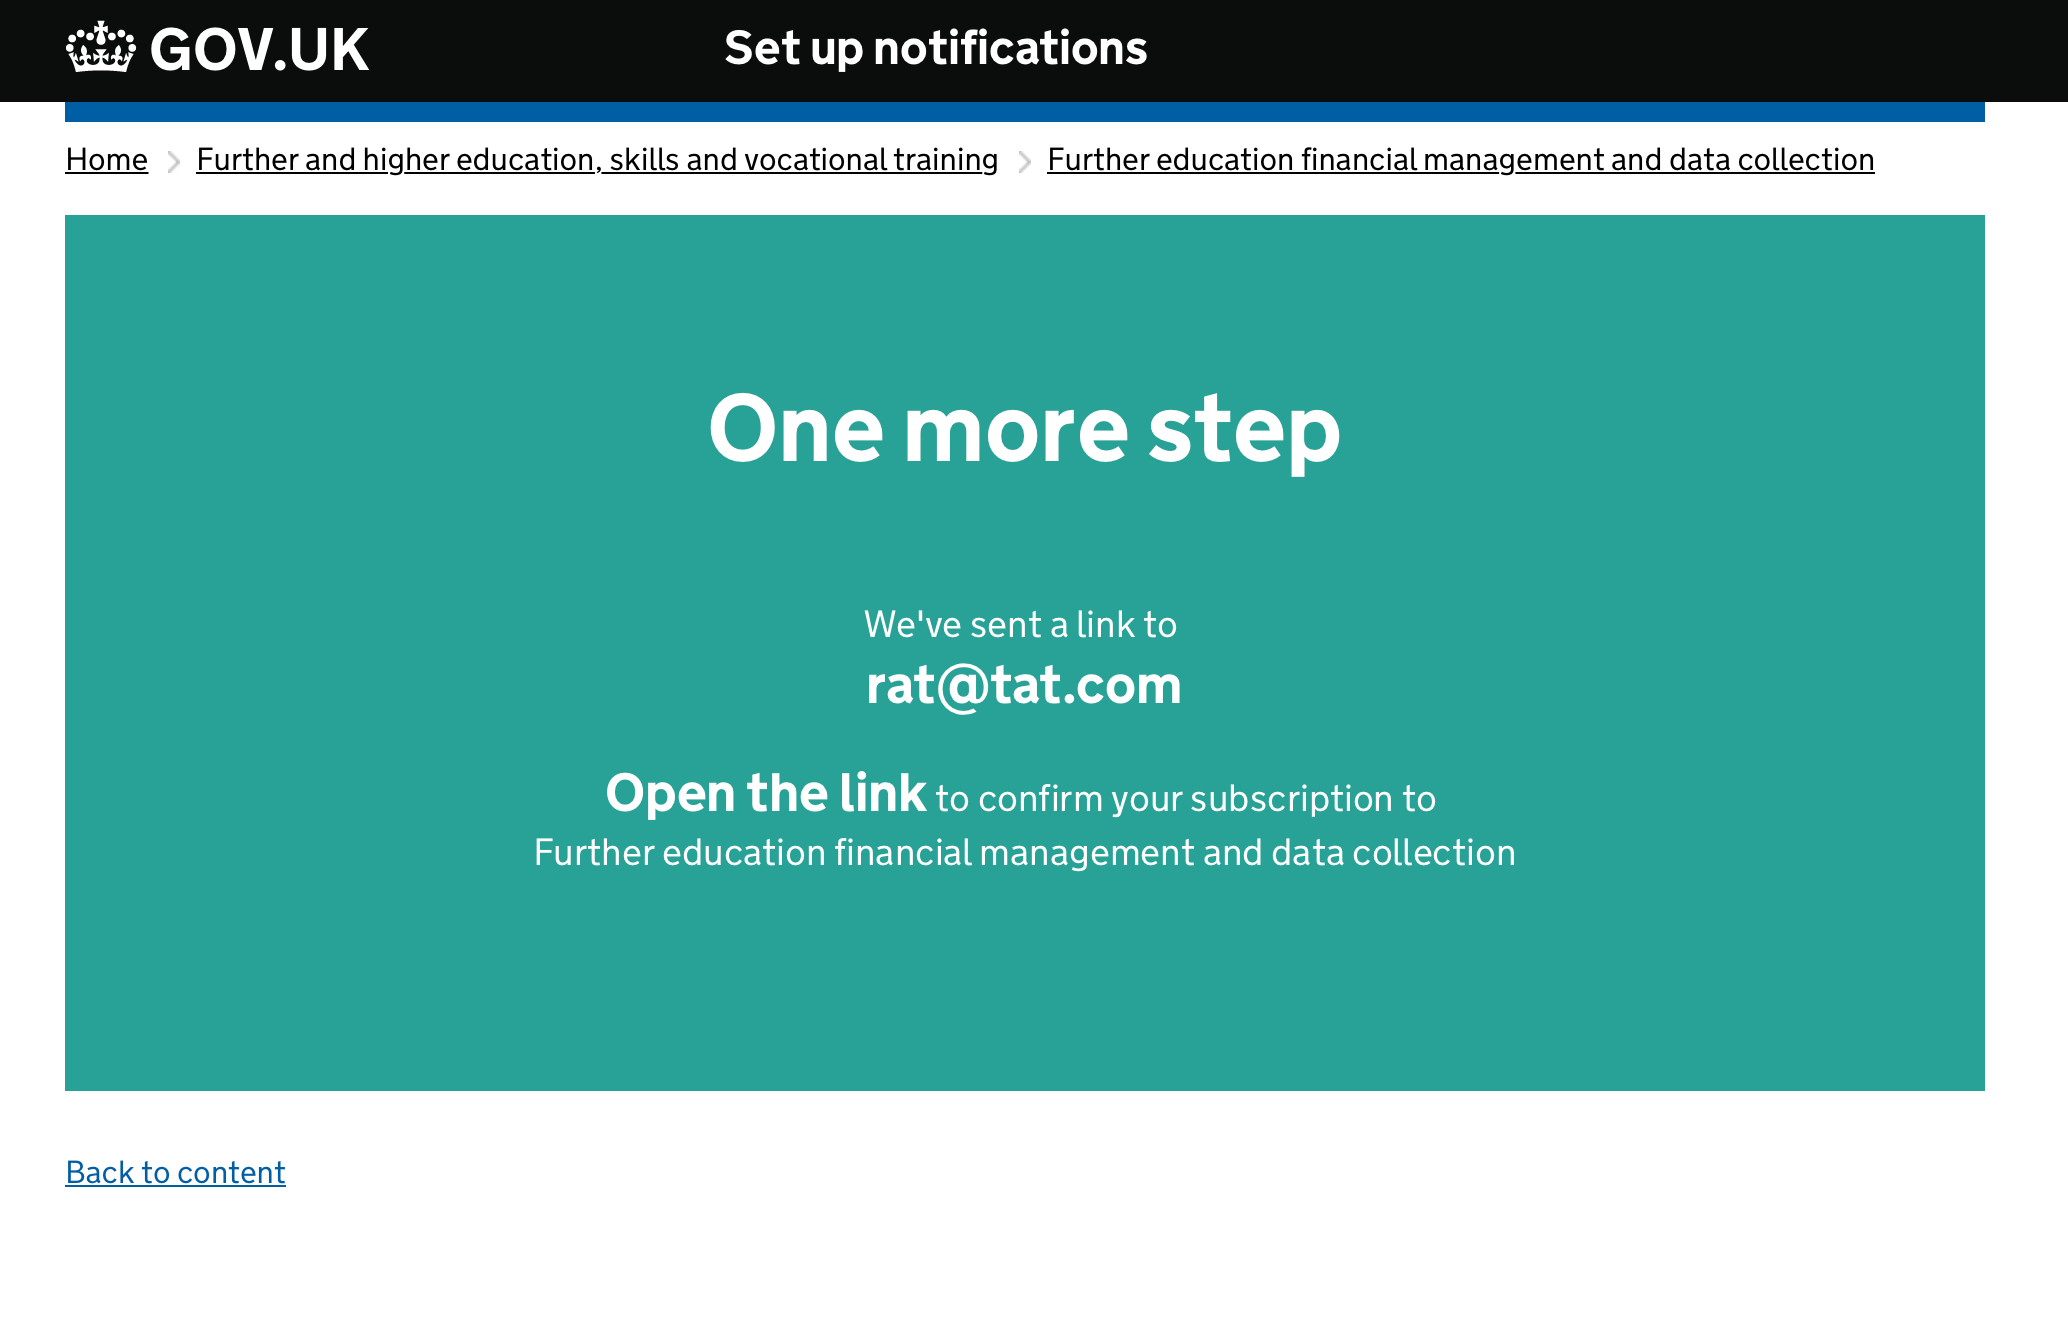 GOV.UK
Set up notifications
Home > Further and higher education, skills and vocational training > Further education financial management and data collection
One more step
We've sent a link to
rat@tat.com
Open the link to confirm your subscription to
Further education financial management and data collection
Back to content